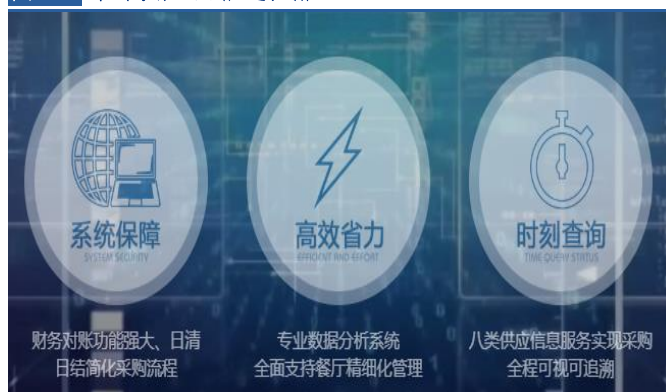 系统保障
SYSTEM SECURITY
财务对账功能强大、日清
日结简化采购流程
高效省力
EFFICIENT AND EFFORT
专业数据分析系统
全面支持餐厅精细化管理
时刻查询
TIME QUERY STATUS
八类供应信息服务实现采购
全程可视可追溯